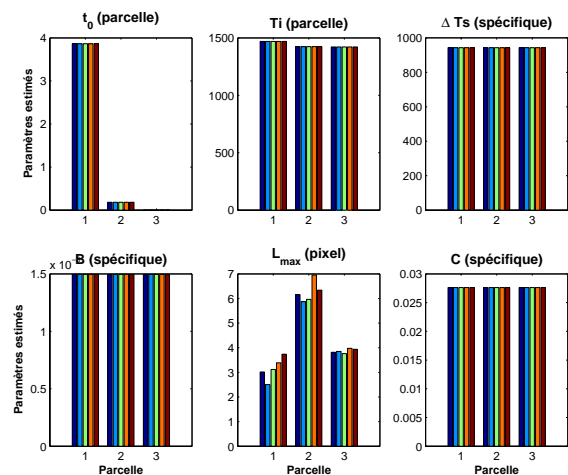 t_0 (parcelle)
Ti (parcelle)
Δ Ts (spécifique)
Paramètres estimés
4
3
2
1
0
1 2 3
1500
1000
500
0
1 2 3
1000
800
600
400
200
0
1 2 3
x 10
B (spécifique)
L_max (pixel)
C (spécifique)
Paramètres estimés
1.5
1
0.5
0
1 2 3
Parcelle
7
6
5
4
3
2
1
0
1 2 3
Parcelle
0.03
0.025
0.02
0.015
0.01
0.005
0
1 2 3
Parcelle